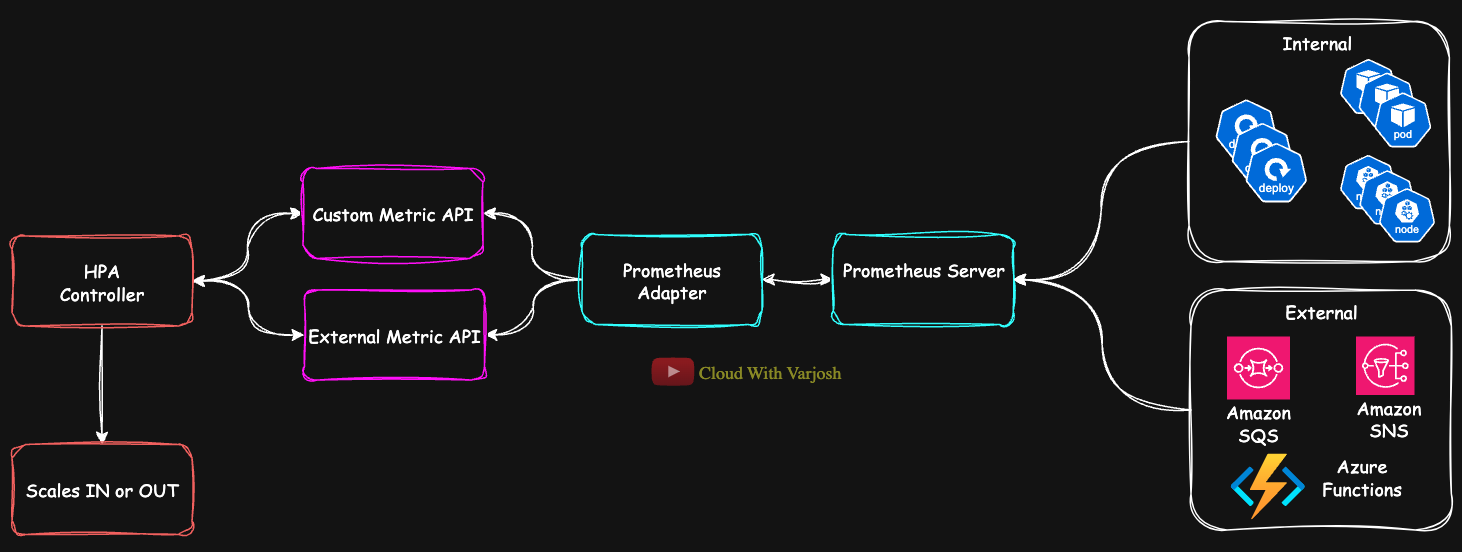 Internal
pod
deploy
node
Custom Metric API
HPA
Controller
Prometheus
Adapter
Prometheus Server
External Metric API
External
Cloud With Varjosh
Amazon
SQS
Amazon
SNS
Scales IN or OUT
Azure
Functions